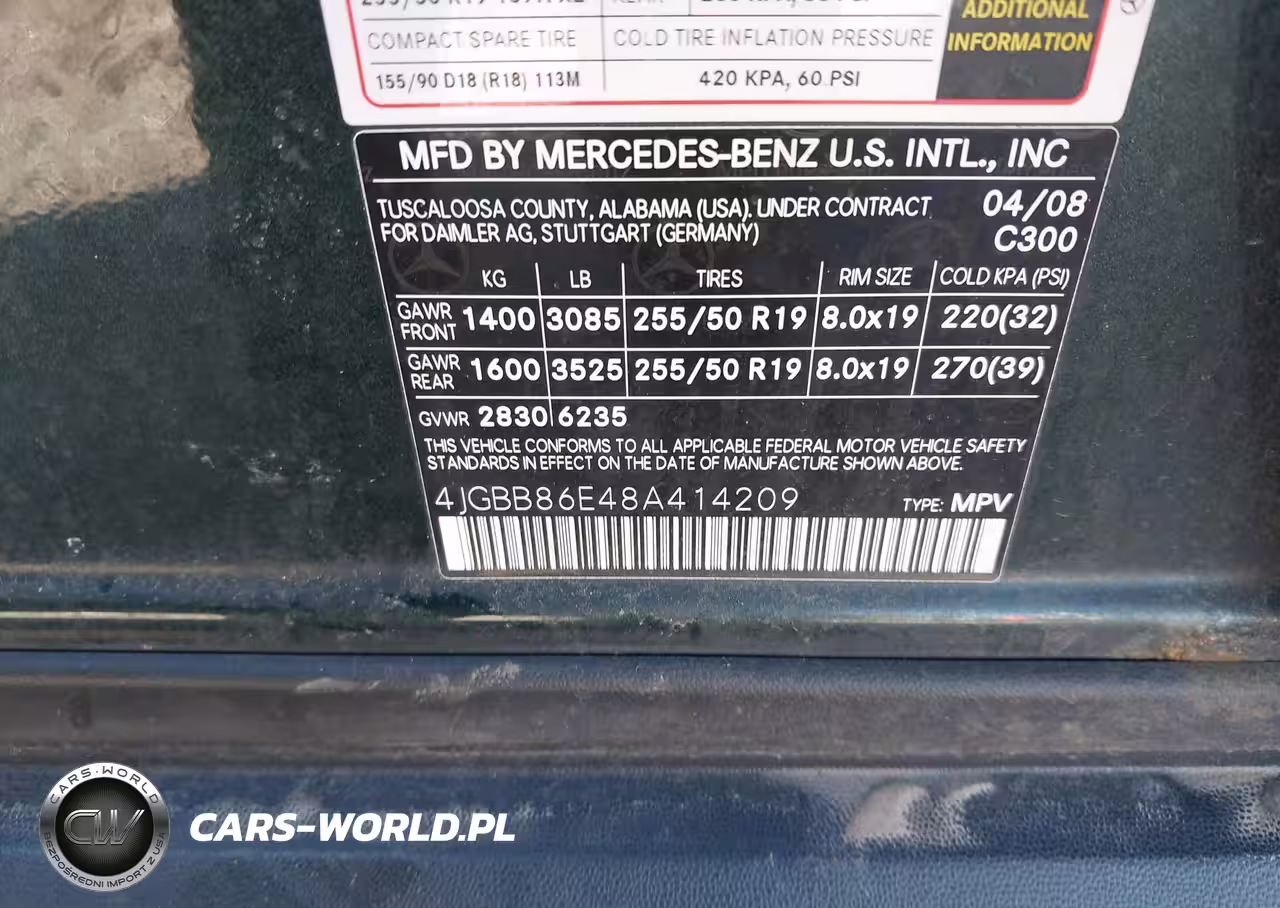 ADDITIONAL
COMPACT SPARE TIRE COLD TIRE INFLATION PRESSURE INFORMATION
155/90 D18 (R18) 113M 420 KPA, 60 PSI
MFD BY MERCEDES-BENZ U.S. INTL., INC
TUSCALOOSA COUNTY, ALABAMA (USA). UNDER CONTRACT 04/08
FOR DAIMLER AG, STUTTGART (GERMANY) C300
KG LB TIRES RIM SIZE COLD KPA (PSI)
GAWR FRONT 1400 3085 255/50 R19 8.0x19 220(32)
GAWR REAR 1600 3525 255/50 R19 8.0x19 270(39)
GVWR 2830 6235
THIS VEHICLE CONFORMS TO ALL APPLICABLE FEDERAL MOTOR VEHICLE SAFETY
STANDARDS IN EFFECT ON THE DATE OF MANUFACTURE SHOWN ABOVE.
4JGBB86E48A414209 TYPE: MPV
CARS-WORLD
CW
BEZPOŚREDNI IMPORT Z USA
CARS-WORLD.PL